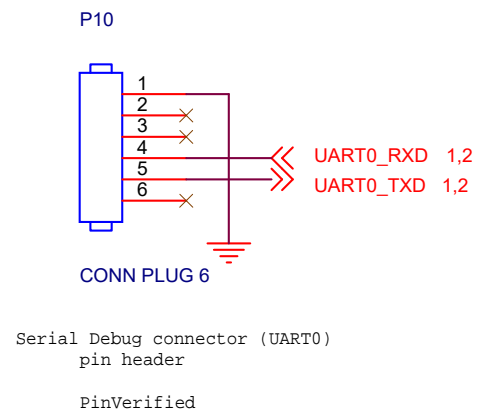 P10
1
2
3
4
5
6
UART0_RXD 1,2
UART0_TXD 1,2
CONN PLUG 6
Serial Debug connector (UART0)
pin header
PinVerified